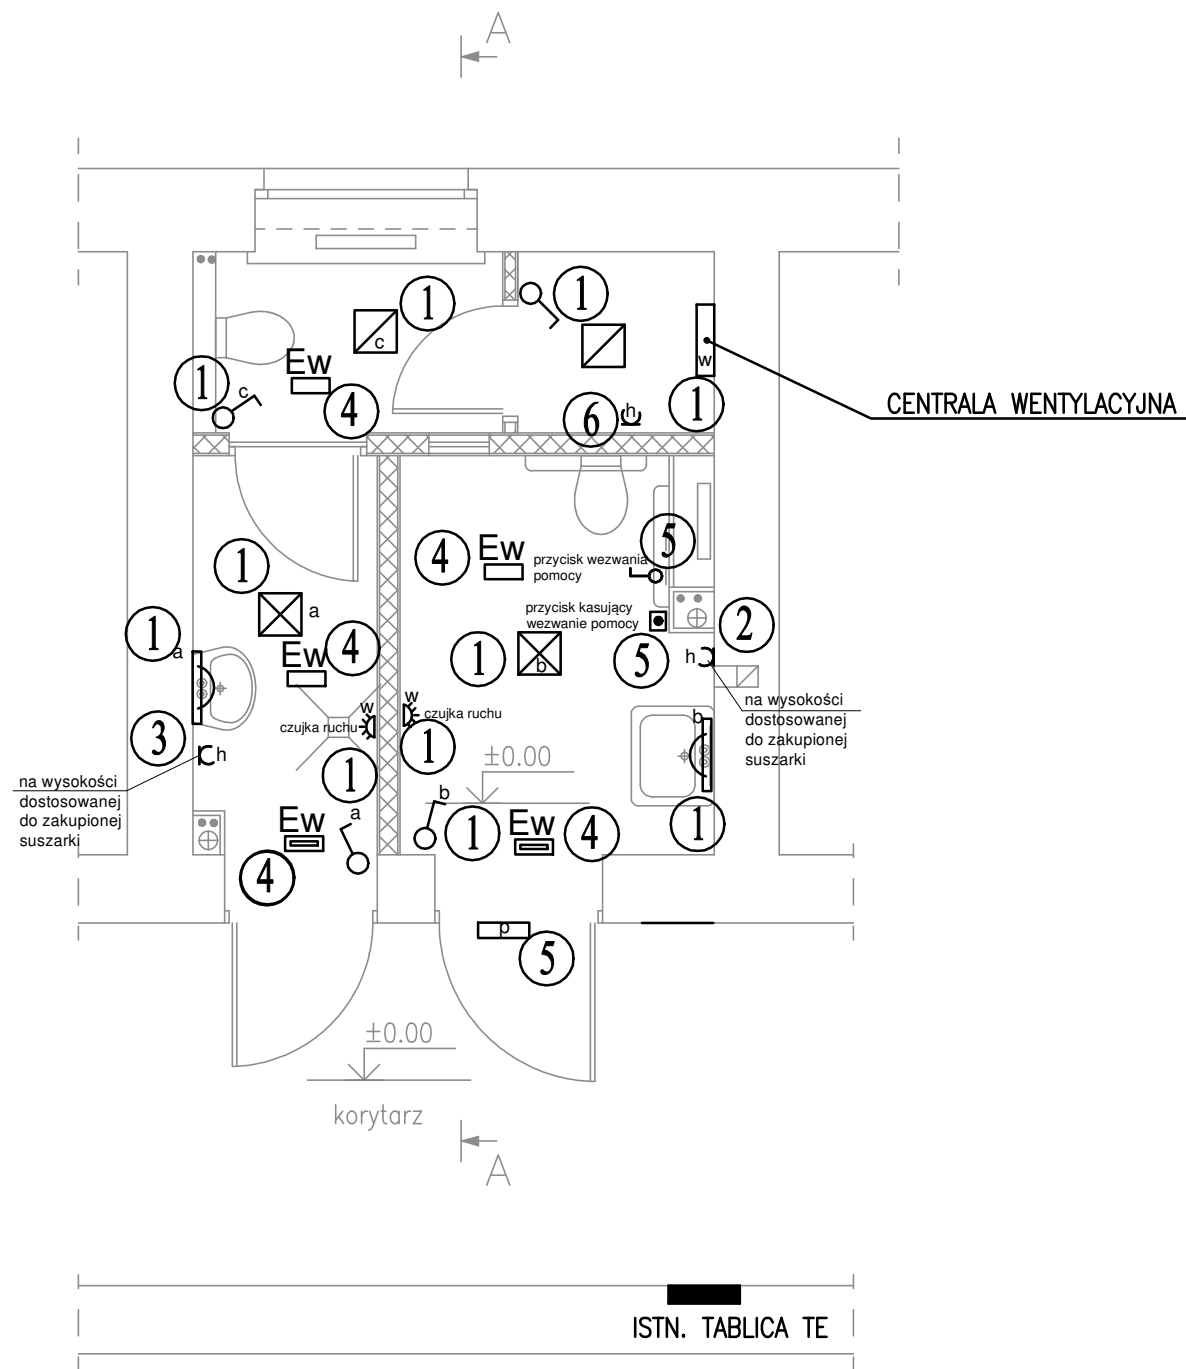 A
1
1
c
Ew
1
c
4
w
CENTRALA WENTYLACYJNA
6
h
1
4
Ew
przycisk wezwania
pomocy
5
1
a
przycisk kasujący
wezwanie pomocy
2
1
a
Ew
4
1
b
5
h
na wysokości
dostosowanej
do zakupionej
suszarki
w
czujka ruchu
w
czujka ruchu
b
3
h
1
1
±0.00
na wysokości
dostosowanej
do zakupionej
suszarki
Ew
a
b
1
Ew
4
1
4
p
5
±0.00
korytarz
A
ISTN. TABLICA TE